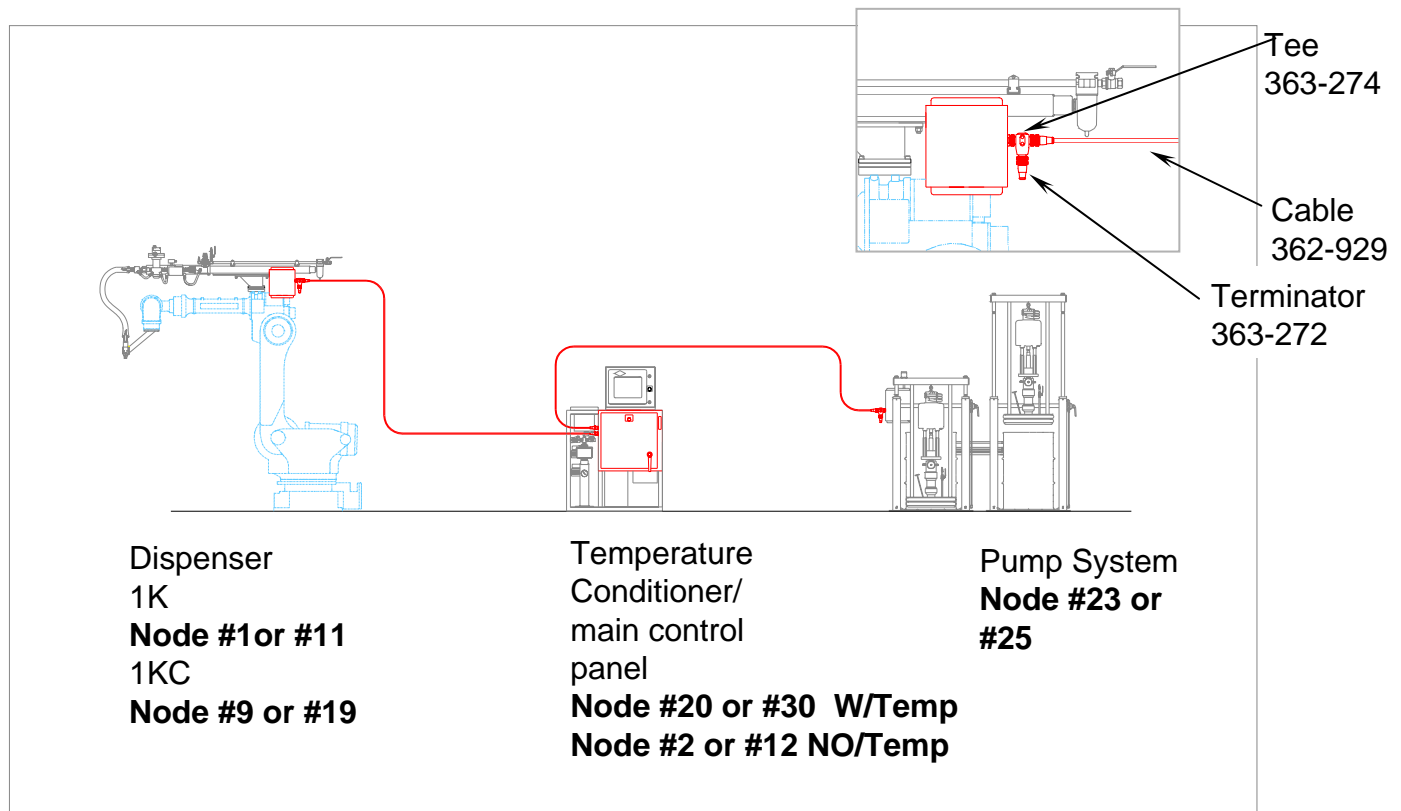 Tee
363-274
Cable
362-929
Terminator
363-272
Dispenser
1K
Node #1or #11
1KC
Node #9 or #19
Temperature
Conditioner/
main control
panel
Node #20 or #30  W/Temp
Node #2 or #12 NO/Temp
Pump System
Node #23 or
#25